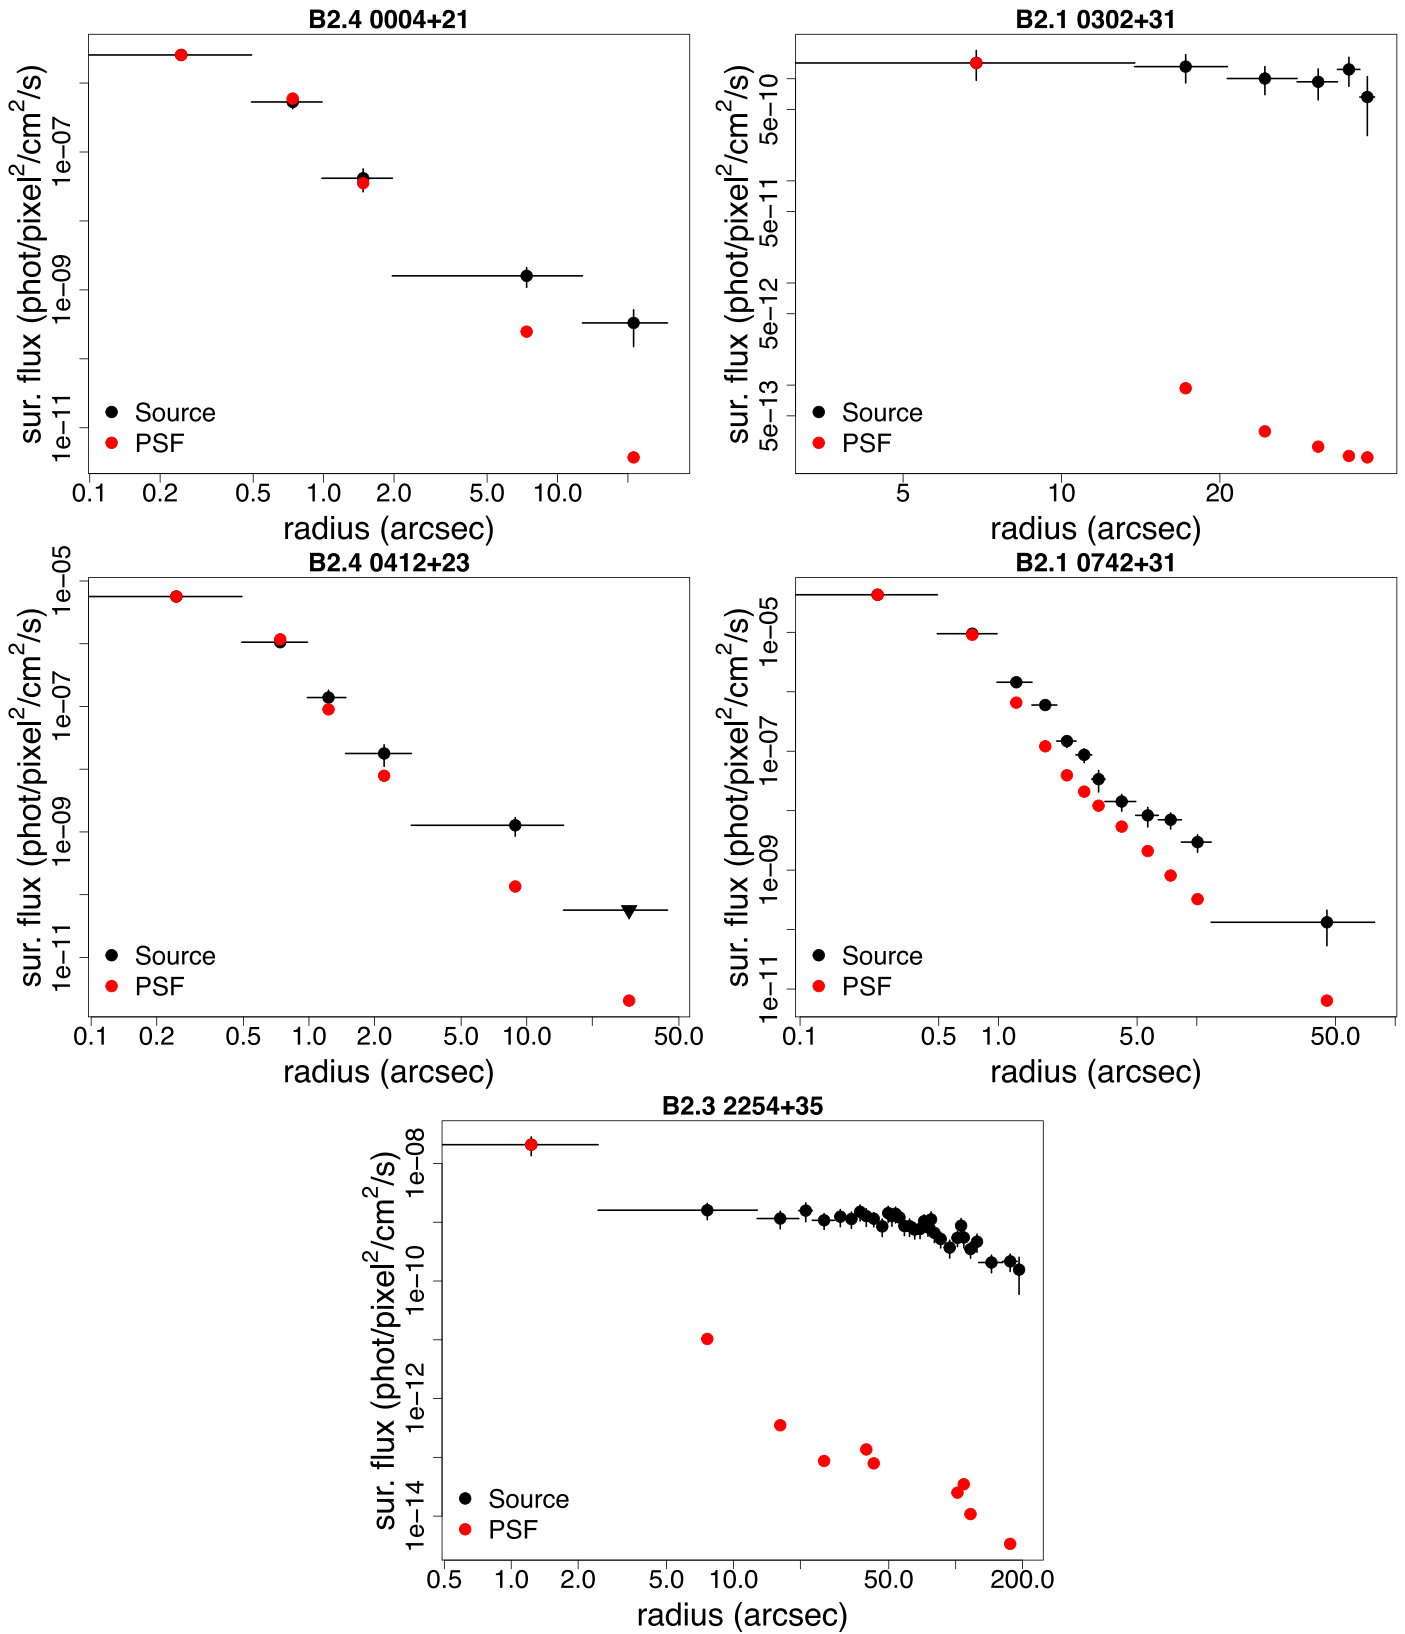 B2.4 0004+21
sur. flux (phot/pixel²/cm²/s)
1e−07
1e−09
1e−11
Source
PSF
0.1 0.2 0.5 1.0 2.0 5.0 10.0
radius (arcsec)
B2.1 0302+31
sur. flux (phot/pixel²/cm²/s)
5e−10
5e−11
5e−12
5e−13
Source
PSF
5 10 20
radius (arcsec)
B2.4 0412+23
sur. flux (phot/pixel²/cm²/s)
1e−05
1e−07
1e−09
1e−11
Source
PSF
0.1 0.2 0.5 1.0 2.0 5.0 10.0 50.0
radius (arcsec)
B2.1 0742+31
sur. flux (phot/pixel²/cm²/s)
1e−05
1e−07
1e−09
1e−11
Source
PSF
0.1 0.5 1.0 5.0 50.0
radius (arcsec)
B2.3 2254+35
sur. flux (phot/pixel²/cm²/s)
1e−08
1e−10
1e−12
1e−14
Source
PSF
0.5 1.0 2.0 5.0 10.0 50.0 200.0
radius (arcsec)